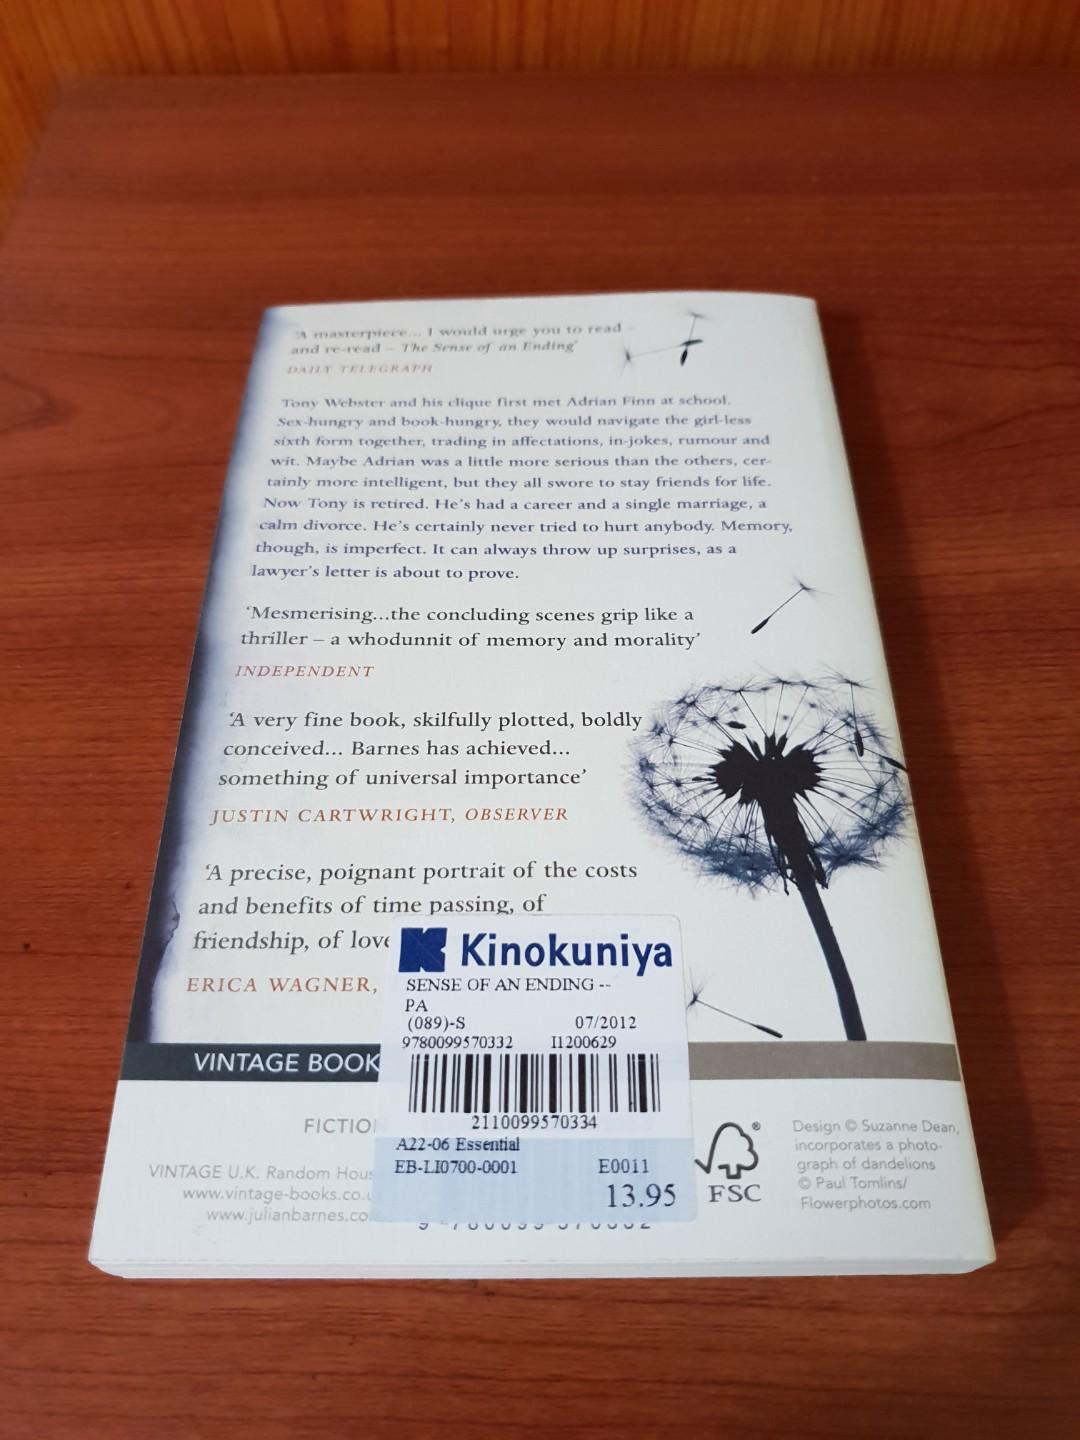 'A masterpiece... I would urge you to read –
and re-read – The Sense of an Ending'
DAILY TELEGRAPH
Tony Webster and his clique first met Adrian Finn at school.
Sex-hungry and book-hungry, they would navigate the girl-less
sixth form together, trading in affectations, in-jokes, rumour and
wit. Maybe Adrian was a little more serious than the others, cer-
tainly more intelligent, but they all swore to stay friends for life.
Now Tony is retired. He's had a career and a single marriage, a
calm divorce. He's certainly never tried to hurt anybody. Memory,
though, is imperfect. It can always throw up surprises, as a
lawyer's letter is about to prove.
'Mesmerising...the concluding scenes grip like a
thriller – a whodunnit of memory and morality'
INDEPENDENT
'A very fine book, skilfully plotted, boldly
conceived... Barnes has achieved...
something of universal importance'
JUSTIN CARTWRIGHT, OBSERVER
'A precise, poignant portrait of the costs
and benefits of time passing, of
friendship, of love
ERICA WAGNER,
Kinokuniya
SENSE OF AN ENDING --
PA
(089)-S 07/2012
9780099570332 I1200629
2110099570334
A22-06 Essential
EB-LI0700-0001 E0011
13.95
VINTAGE BOOK
FICTIO
VINTAGE U.K. Random Hous
www.vintage-books.co.u
www.julianbarnes.co
FSC
Design © Suzanne Dean,
incorporates a photo-
graph of dandelions
© Paul Tomlins/
Flowerphotos.com